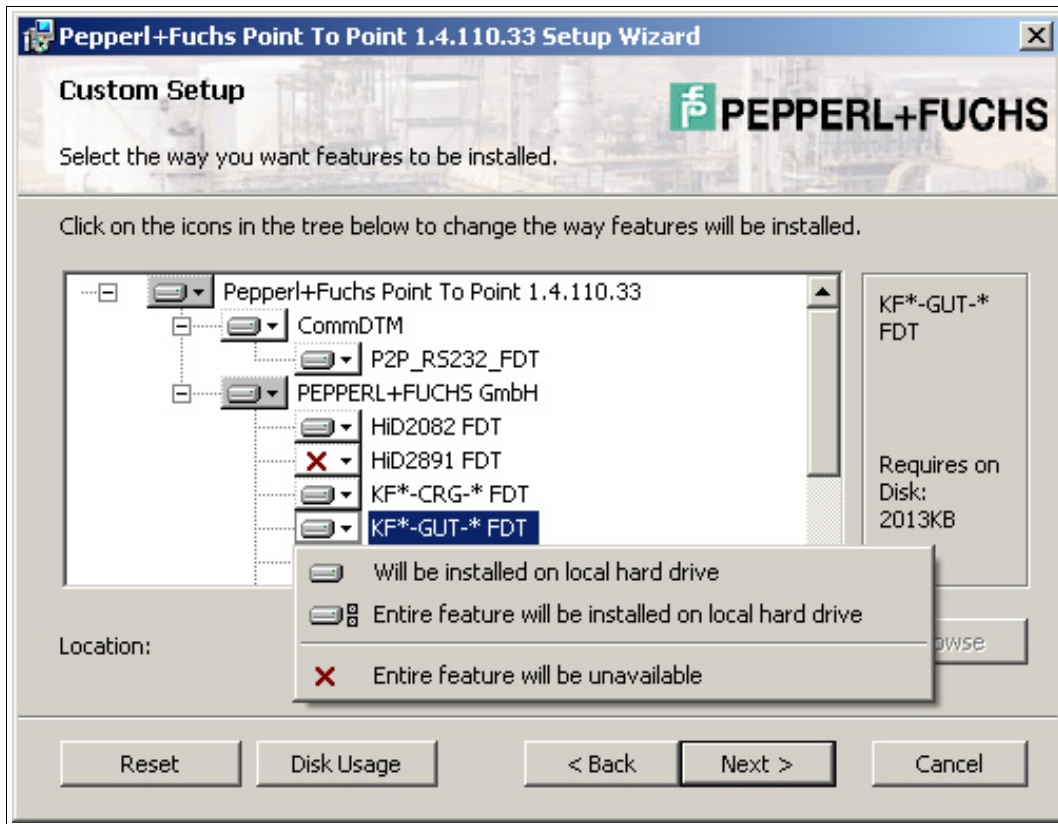 Pepperl+Fuchs Point To Point 1.4.110.33 Setup Wizard
Custom Setup
PEPPERL+FUCHS
Select the way you want features to be installed.
Click on the icons in the tree below to change the way features will be installed.
Pepperl+Fuchs Point To Point 1.4.110.33
CommDTM
P2P_RS232_FDT
PEPPERL+FUCHS GmbH
HiD2082 FDT
HiD2891 FDT
KF*-CRG-* FDT
KF*-GUT-* FDT
KF*-GUT-*
FDT
Requires on
Disk:
2013KB
Will be installed on local hard drive
Entire feature will be installed on local hard drive
Entire feature will be unavailable
Location:
owse
Reset
Disk Usage
< Back
Next >
Cancel